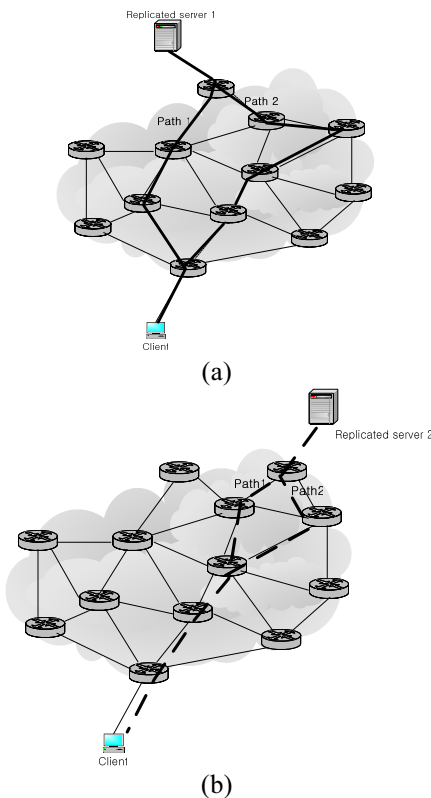 Replicated server 1
Path 2
Path 1
Client
(a)
Replicated server 2
Path1
Path2
Client
(b)